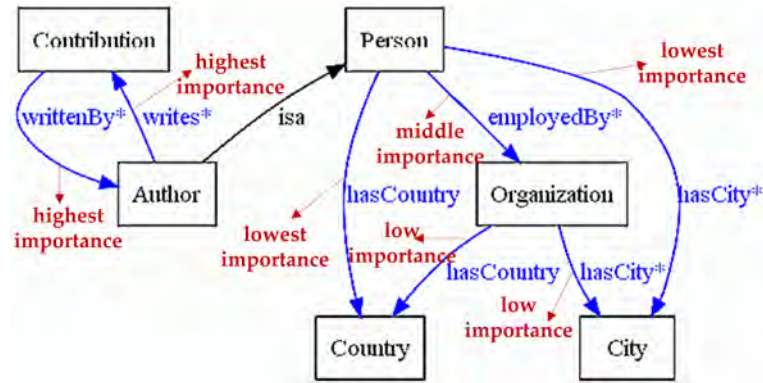 Contribution
Person
highest
importance
lowest
importance
writtenBy*
writes*
isa
middle
importance
employedBy*
Author
Organization
highest
importance
hasCountry
hasCity*
lowest
importance
low
importance
hasCountry
hasCity*
low
importance
Country
City